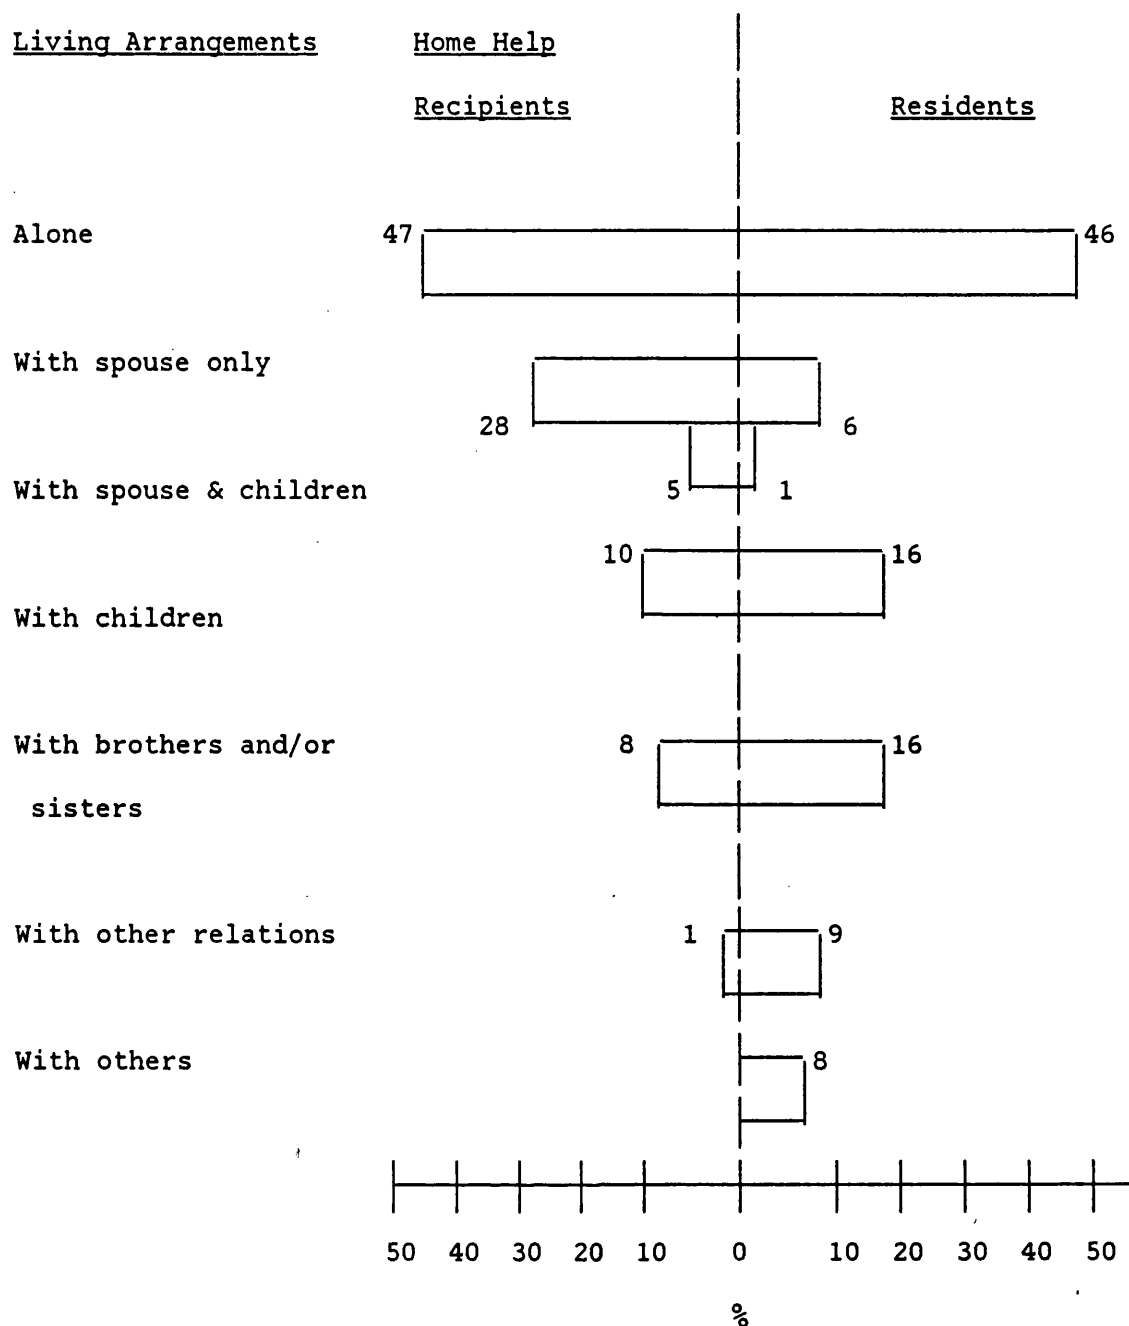 Living Arrangements Home Help
Recipients Residents
Alone 47 46
With spouse only
28 6
With spouse & children 5 1
10 16
With children
With brothers and/or 8 16
sisters
With other relations 1 9
With others 8
50 40 30 20 10 0 10 20 30 40 50
%